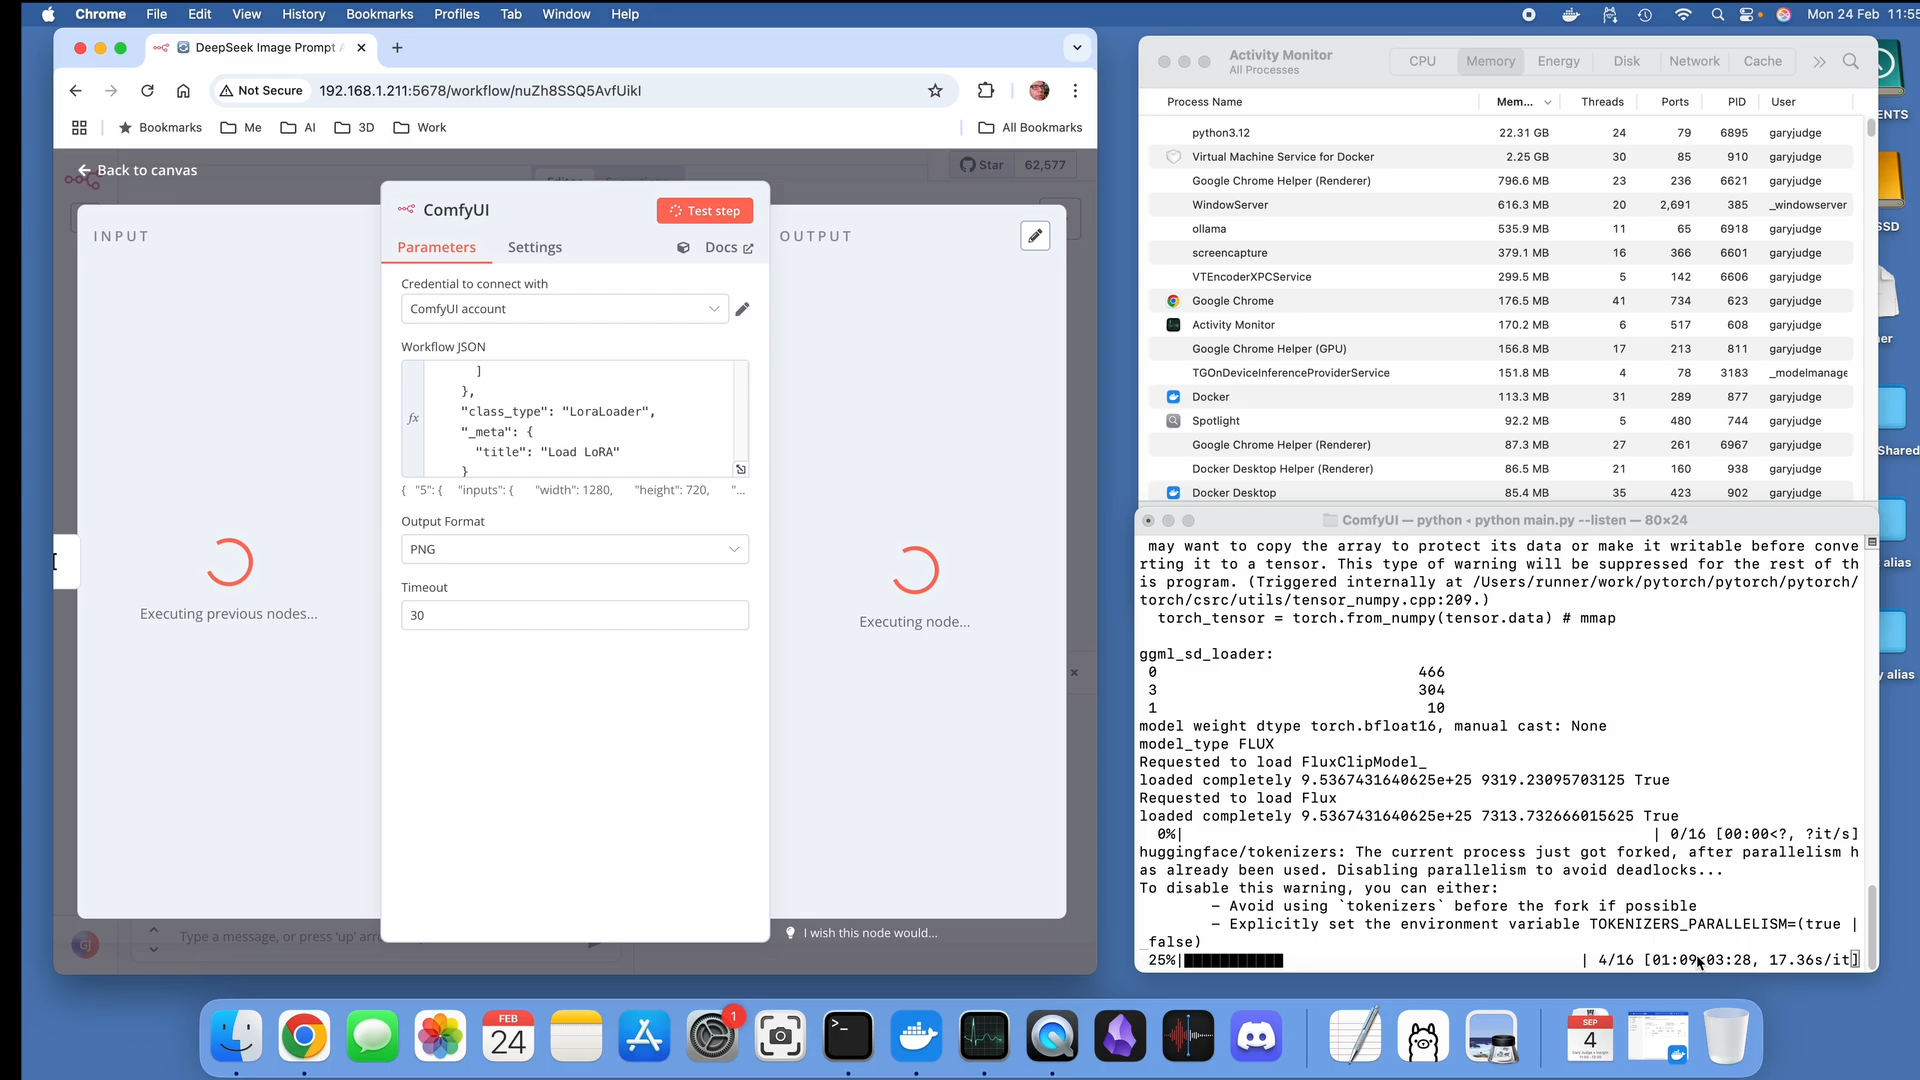 Chrome File Edit View History Bookmarks Profiles Tab Window Help
Mon 24 Feb 11:55
DeepSeek Image Prompt
Not Secure 192.168.1.211:5678/workflow/nuZh8SSQ5AvfUikI
Bookmarks Me AI 3D Work All Bookmarks
Back to canvas
Star 62,577
INPUT
Executing previous nodes...
ComfyUI
Test step
Parameters Settings Docs
Credential to connect with
ComfyUI account
Workflow JSON
fx
]
},
"class_type": "LoraLoader",
"_meta": {
"title": "Load LoRA"
}
{ "5": { "inputs": { "width": 1280, "height": 720, "...
Output Format
PNG
Timeout
30
OUTPUT
Executing node...
I wish this node would...
Gj
Type a message, or press 'up' arr
Activity Monitor
All Processes
CPU Memory Energy Disk Network Cache
Process Name Mem... Threads Ports PID User
python3.12 22.31 GB 24 79 6895 garyjudge
Virtual Machine Service for Docker 2.25 GB 30 85 910 garyjudge
Google Chrome Helper (Renderer) 796.6 MB 23 236 6621 garyjudge
WindowServer 616.3 MB 20 2,691 385 _windowserver
ollama 535.9 MB 11 65 6918 garyjudge
screencapture 379.1 MB 16 366 6601 garyjudge
VTEncoderXPCService 299.5 MB 5 142 6606 garyjudge
Google Chrome 176.5 MB 41 734 623 garyjudge
Activity Monitor 170.2 MB 6 517 608 garyjudge
Google Chrome Helper (GPU) 156.8 MB 17 213 811 garyjudge
TGOnDeviceInferenceProviderService 151.8 MB 4 78 3183 _modelmanage
Docker 113.3 MB 31 289 877 garyjudge
Spotlight 92.2 MB 5 480 744 garyjudge
Google Chrome Helper (Renderer) 87.3 MB 27 261 6967 garyjudge
Docker Desktop Helper (Renderer) 86.5 MB 21 160 938 garyjudge
Docker Desktop 85.4 MB 35 423 902 garyjudge
ENTS
SSD
ner
Shared
alias
y alias
ComfyUI — python ◂ python main.py --listen — 80×24
may want to copy the array to protect its data or make it writable before conve
rting it to a tensor. This type of warning will be suppressed for the rest of th
is program. (Triggered internally at /Users/runner/work/pytorch/pytorch/pytorch/
torch/csrc/utils/tensor_numpy.cpp:209.)
torch_tensor = torch.from_numpy(tensor.data) # mmap
ggml_sd_loader:
0 466
3 304
1 10
model weight dtype torch.bfloat16, manual cast: None
model_type FLUX
Requested to load FluxClipModel_
loaded completely 9.5367431640625e+25 9319.23095703125 True
Requested to load Flux
loaded completely 9.5367431640625e+25 7313.732666015625 True
0%| | 0/16 [00:00<?, ?it/s]
huggingface/tokenizers: The current process just got forked, after parallelism h
as already been used. Disabling parallelism to avoid deadlocks...
To disable this warning, you can either:
- Avoid using `tokenizers` before the fork if possible
- Explicitly set the environment variable TOKENIZERS_PARALLELISM=(true |
false)
25%| | 4/16 [01:09<03:28, 17.36s/it]
FEB
24
1
SEP
4